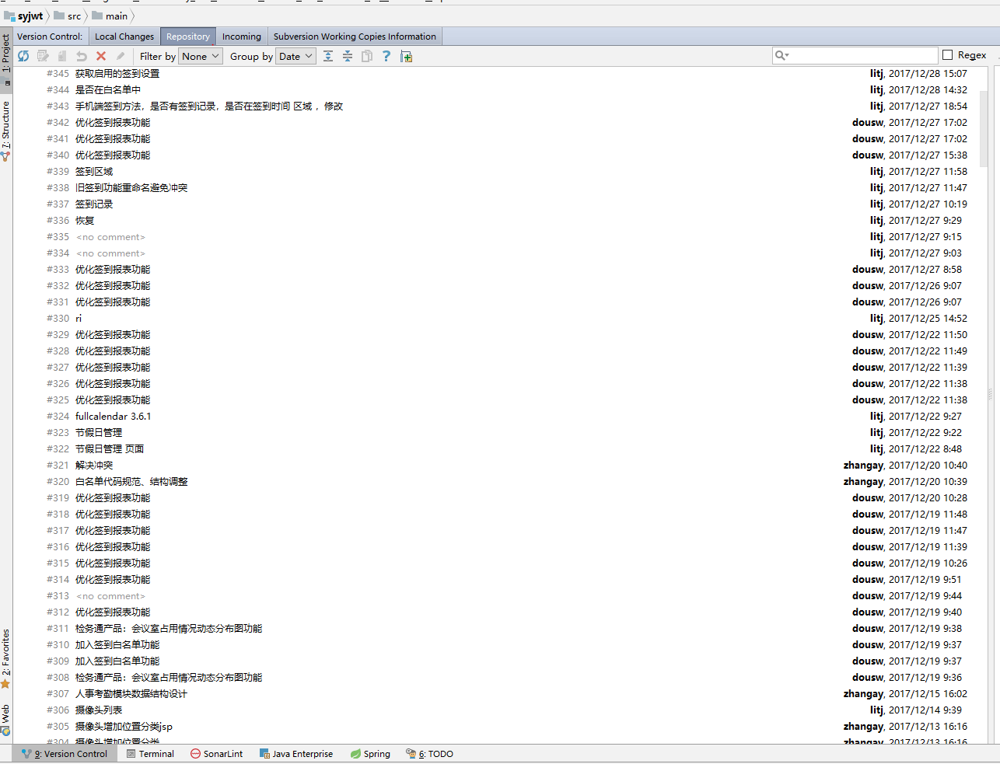 syjwt src main
Version Control: Local Changes Repository Incoming Subversion Working Copies Information
Filter by None Group by Date Regex
#345 获取启用的签到设置 litj, 2017/12/28 15:07
#344 是否在白名单中 litj, 2017/12/28 14:32
#343 手机端签到方法，是否有签到记录，是否在签到时间 区域 ，修改 litj, 2017/12/27 18:54
#342 优化签到报表功能 dousw, 2017/12/27 17:02
#341 优化签到报表功能 dousw, 2017/12/27 17:02
#340 优化签到报表功能 dousw, 2017/12/27 15:38
#339 签到区域 litj, 2017/12/27 11:58
#338 旧签到功能重命名避免冲突 litj, 2017/12/27 11:47
#337 签到记录 litj, 2017/12/27 10:19
#336 恢复 litj, 2017/12/27 9:29
#335 <no comment> litj, 2017/12/27 9:15
#334 <no comment> litj, 2017/12/27 9:03
#333 优化签到报表功能 dousw, 2017/12/27 8:58
#332 优化签到报表功能 dousw, 2017/12/26 9:07
#331 优化签到报表功能 dousw, 2017/12/26 9:07
#330 ri litj, 2017/12/25 14:52
#329 优化签到报表功能 dousw, 2017/12/22 11:50
#328 优化签到报表功能 dousw, 2017/12/22 11:49
#327 优化签到报表功能 dousw, 2017/12/22 11:39
#326 优化签到报表功能 dousw, 2017/12/22 11:38
#325 优化签到报表功能 dousw, 2017/12/22 11:38
#324 fullcalendar 3.6.1 litj, 2017/12/22 9:27
#323 节假日管理 litj, 2017/12/22 9:22
#322 节假日管理 页面 litj, 2017/12/22 8:48
#321 解决冲突 zhangay, 2017/12/20 10:40
#320 白名单代码规范、结构调整 zhangay, 2017/12/20 10:39
#319 优化签到报表功能 dousw, 2017/12/20 10:28
#318 优化签到报表功能 dousw, 2017/12/19 11:48
#317 优化签到报表功能 dousw, 2017/12/19 11:47
#316 优化签到报表功能 dousw, 2017/12/19 11:39
#315 优化签到报表功能 dousw, 2017/12/19 10:26
#314 优化签到报表功能 dousw, 2017/12/19 9:51
#313 <no comment> dousw, 2017/12/19 9:44
#312 优化签到报表功能 dousw, 2017/12/19 9:40
#311 检务通产品：会议室占用情况动态分布图功能 dousw, 2017/12/19 9:38
#310 加入签到白名单功能 dousw, 2017/12/19 9:37
#309 加入签到白名单功能 dousw, 2017/12/19 9:37
#308 检务通产品：会议室占用情况动态分布图功能 dousw, 2017/12/19 9:36
#307 人事考勤模块数据结构设计 zhangay, 2017/12/15 16:02
#306 摄像头列表 litj, 2017/12/14 9:39
#305 摄像头增加位置分类jsp zhangay, 2017/12/13 16:16
#304 摄像头增加位置分类 zhangay, 2017/12/13 16:16
1: Project
7: Structure
2: Favorites
Web
9: Version Control Terminal SonarLint Java Enterprise Spring 6: TODO